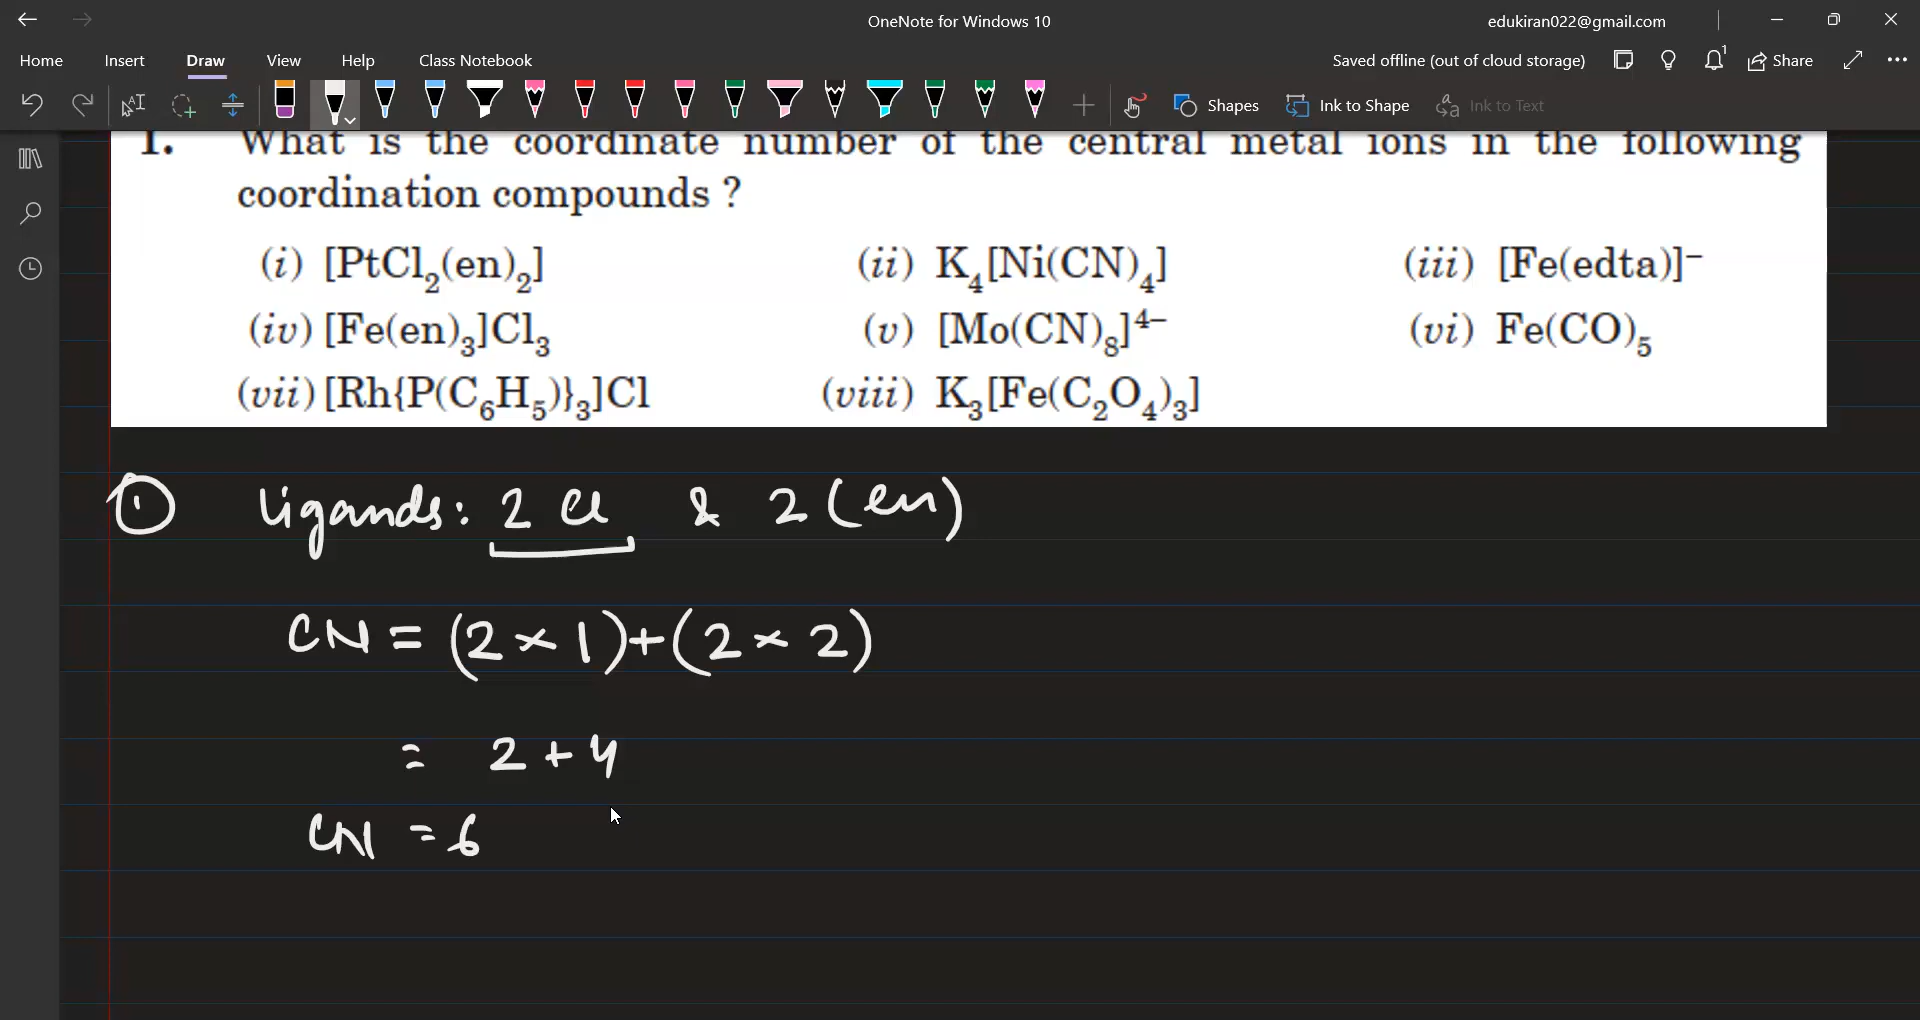 OneNote for Windows 10
edukiran022@gmail.com
Home Insert Draw View Help Class Notebook
Saved offline (out of cloud storage) 1 Share
Shapes Ink to Shape Ink to Text
1. What is the coordinate number of the central metal ions in the following
coordination compounds ?
(i) [PtCl₂(en)₂] (ii) K₄[Ni(CN)₄] (iii) [Fe(edta)]⁻
(iv) [Fe(en)₃]Cl₃ (v) [Mo(CN)₈]⁴⁻ (vi) Fe(CO)₅
(vii) [Rh{P(C₆H₅)}₃]Cl (viii) K₃[Fe(C₂O₄)₃]
① Ligands: 2 Cl & 2 (en)
CN = (2 × 1) + (2 × 2)
= 2 + 4
CN = 6